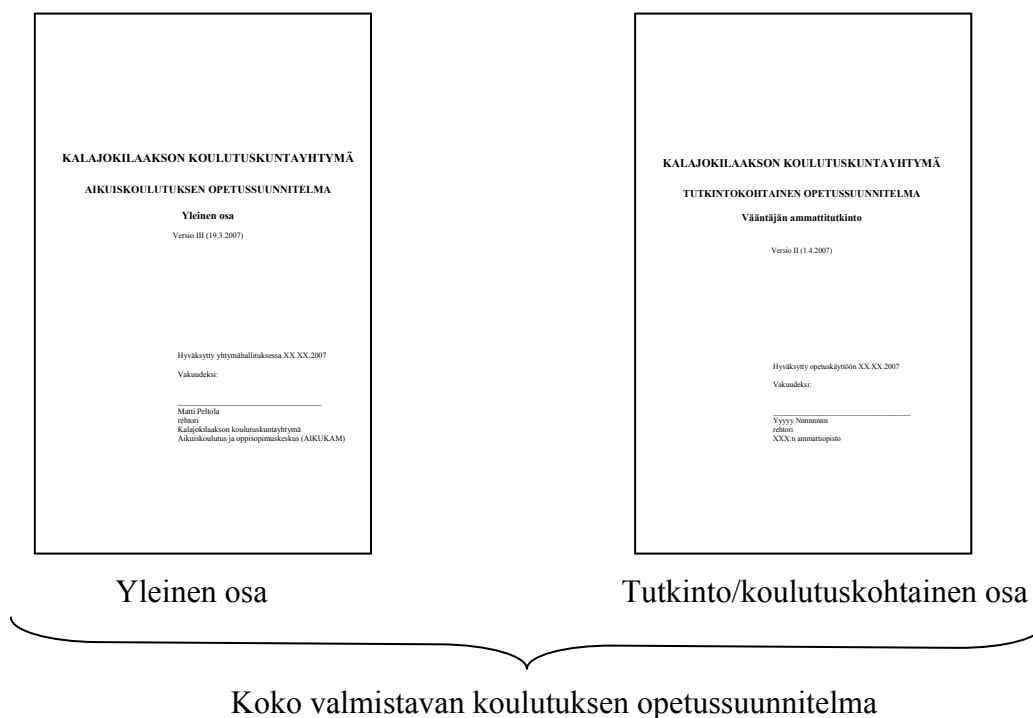 KALAJOKILAAKSON KOULUTUSKUNTAYHTYMÄ
AIKUISKOULUTUKSEN OPETUSSUUNNITELMA
Yleinen osa
Versio III (19.3.2007)
Hyväksytty yhtymähallituksessa XX.XX.2007
Vakuudeksi:
Matti Peltola
rehtori
Kalajokilaakson koulutuskuntayhtymä
Aikuiskoulutus ja oppisopimuskeskus (AIKUKAM)
KALAJOKILAAKSON KOULUTUSKUNTAYHTYMÄ
TUTKINTOKOHTAINEN OPETUSSUUNNITELMA
Vääntäjän ammattitutkinto
Versio II (1.4.2007)
Hyväksytty opetuskäyttöön XX.XX.2007
Vakuudeksi:
Yyyyy Nnnnnnnn
rehtori
XXX:n ammattiopisto
Yleinen osa
Tutkinto/koulutuskohtainen osa
Koko valmistavan koulutuksen opetussuunnitelma